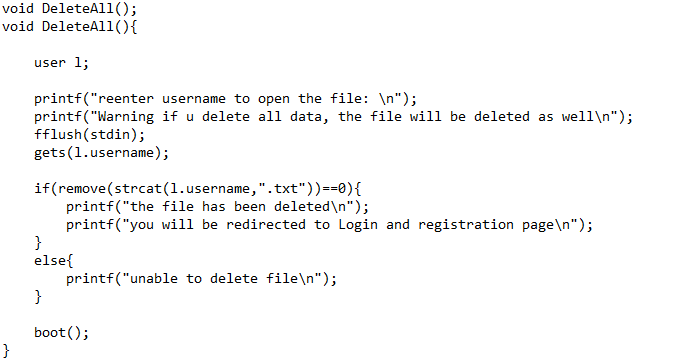 void DeleteAll();
void DeleteAll(){
user l;
printf("reenter username to open the file: \n");
printf("Warning if u delete all data, the file will be deleted as well\n");
fflush(stdin);
gets(l.username);
if(remove(strcat(l.username,".txt"))==0){
printf("the file has been deleted\n");
printf("you will be redirected to Login and registration page\n");
}
else{
printf("unable to delete file\n");
}
boot();
}